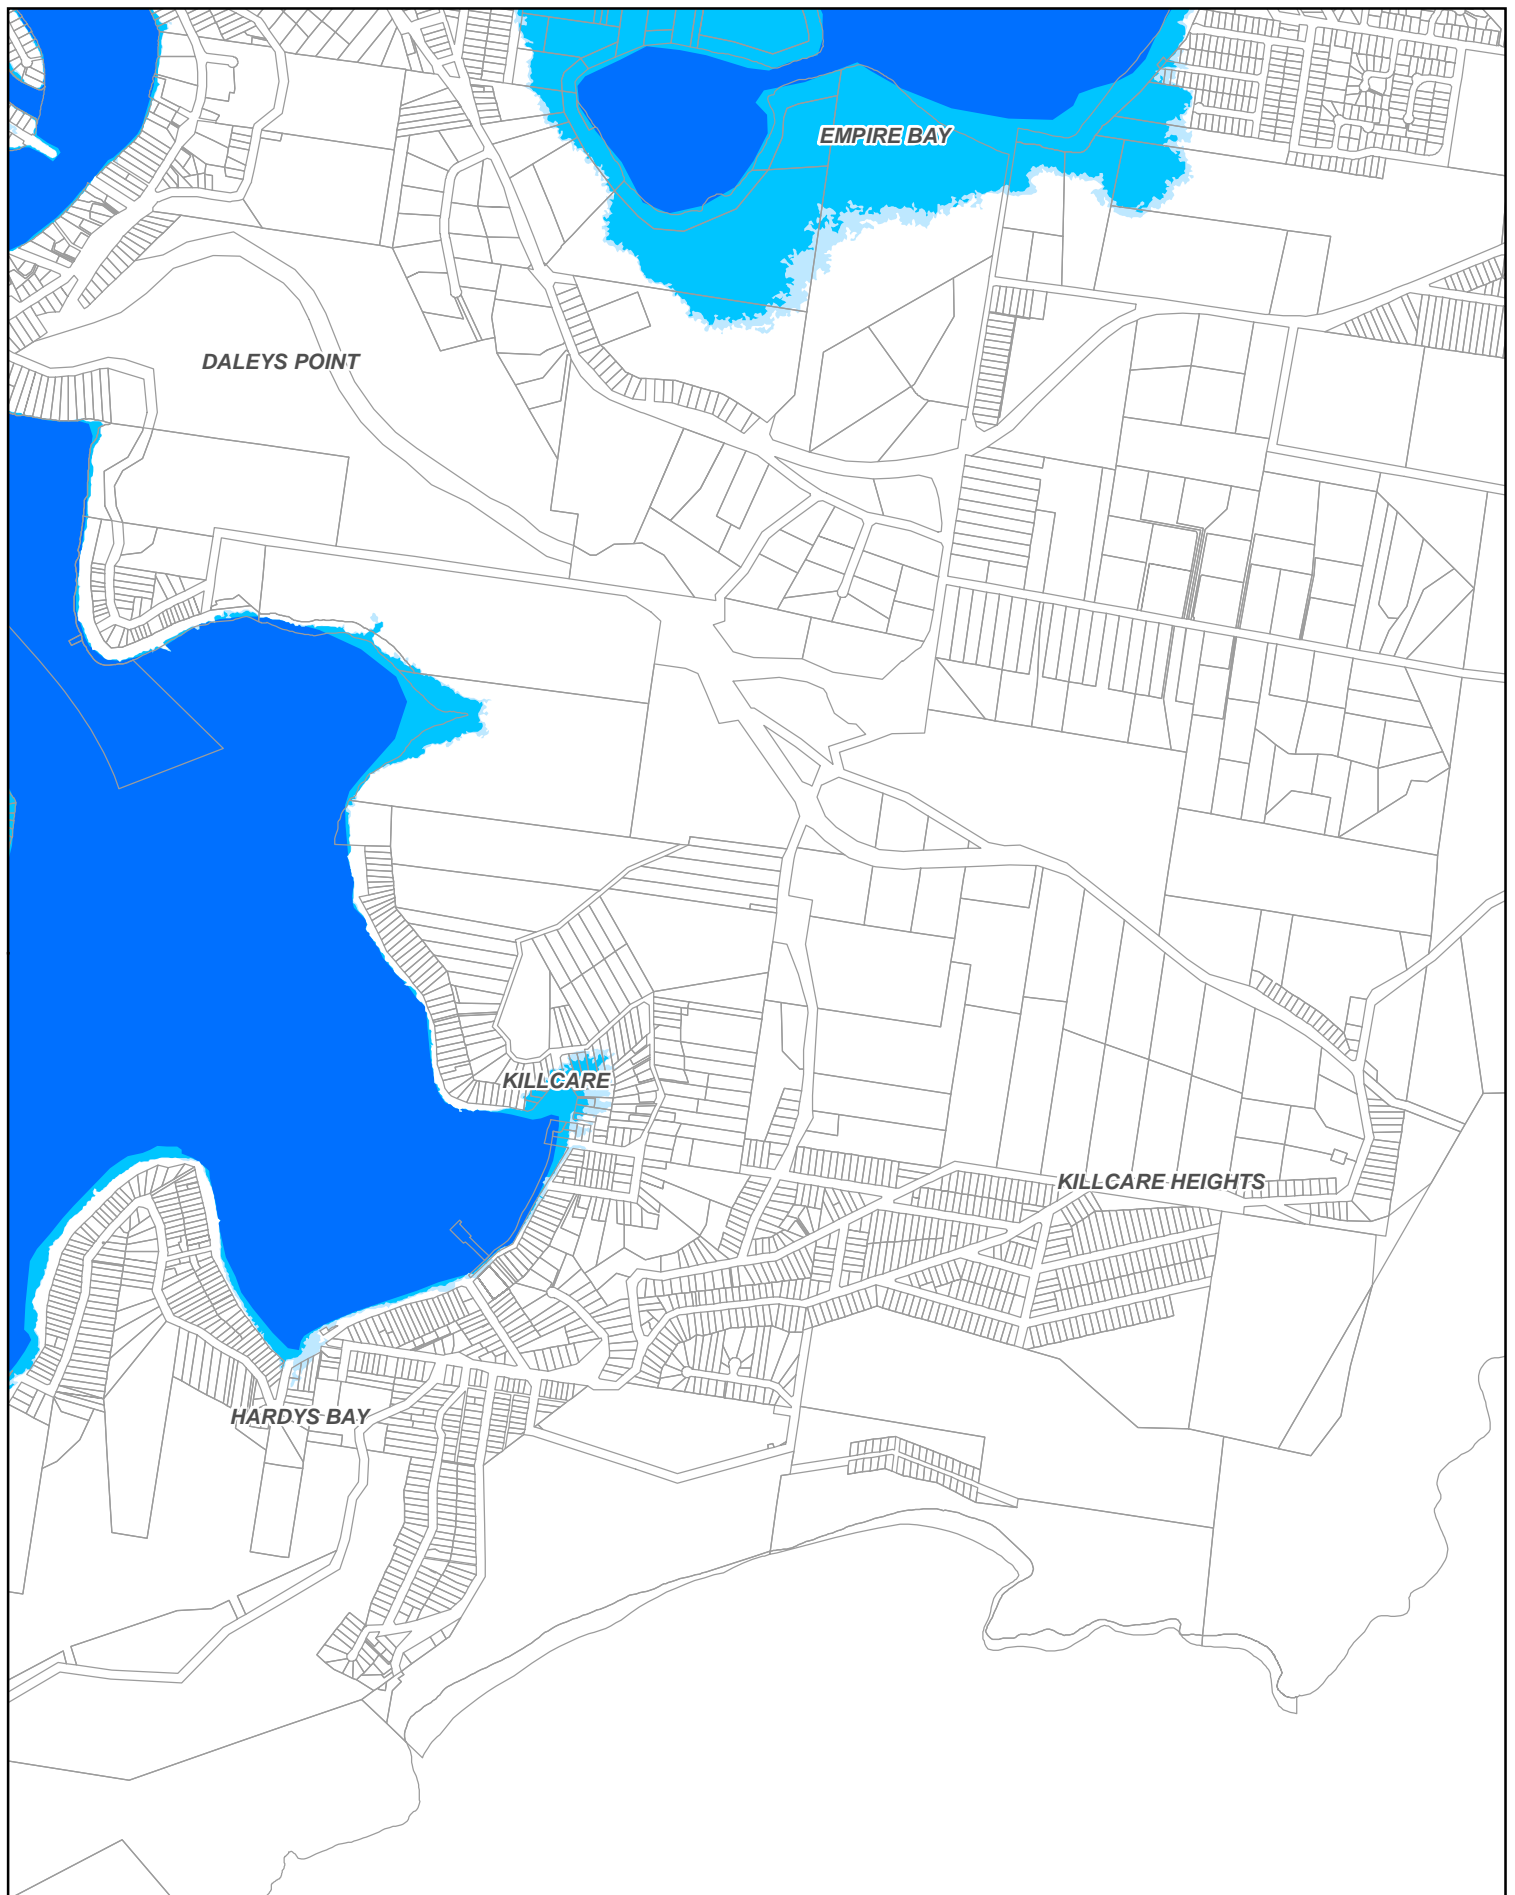 EMPIRE BAY
DALEYS POINT
KILLCARE
KILLCARE HEIGHTS
HARDYS BAY